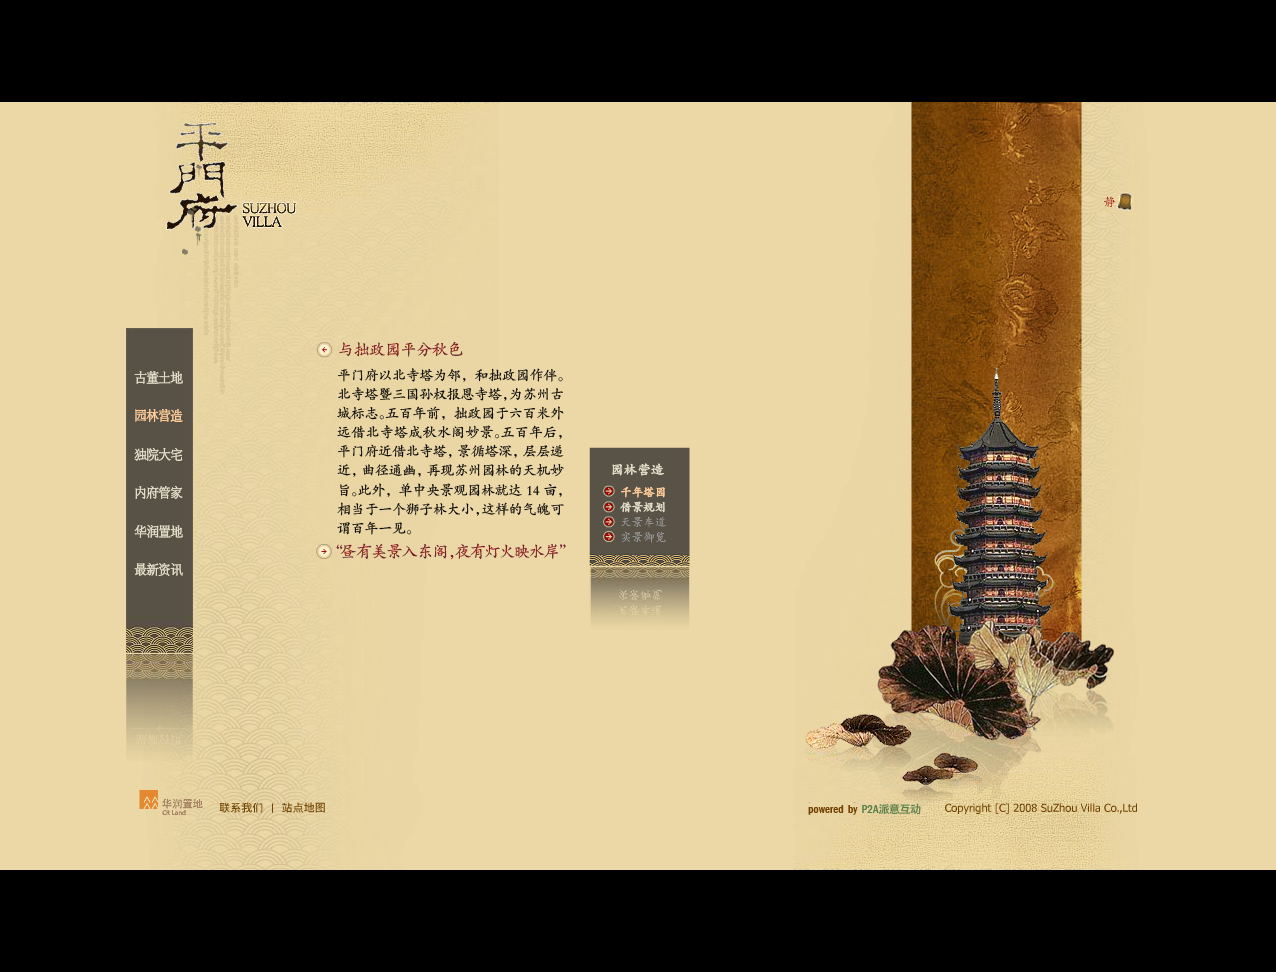 平門府
SUZHOU
VILLA
静
古董土地
园林营造
独院大宅
内府管家
华润置地
最新资讯
与拙政园平分秋色
平门府以北寺塔为邻，和拙政园作伴。
北寺塔暨三国孙权报恩寺塔，为苏州古
城标志。五百年前，拙政园于六百米外
远借北寺塔成秋水阁妙景。五百年后，
平门府近借北寺塔，景循塔深，层层递
近，曲径通幽，再现苏州园林的天机妙
旨。此外，单中央景观园林就达 14 亩，
相当于一个狮子林大小，这样的气魄可
谓百年一见。
“昼有美景入东阁，夜有灯火映水岸”
园林营造
千年塔园
借景规划
天景车道
实景御览
华润置地
CR Land
联系我们 | 站点地图
powered by P2A派意互动
Copyright [C] 2008 SuZhou Villa Co.,Ltd